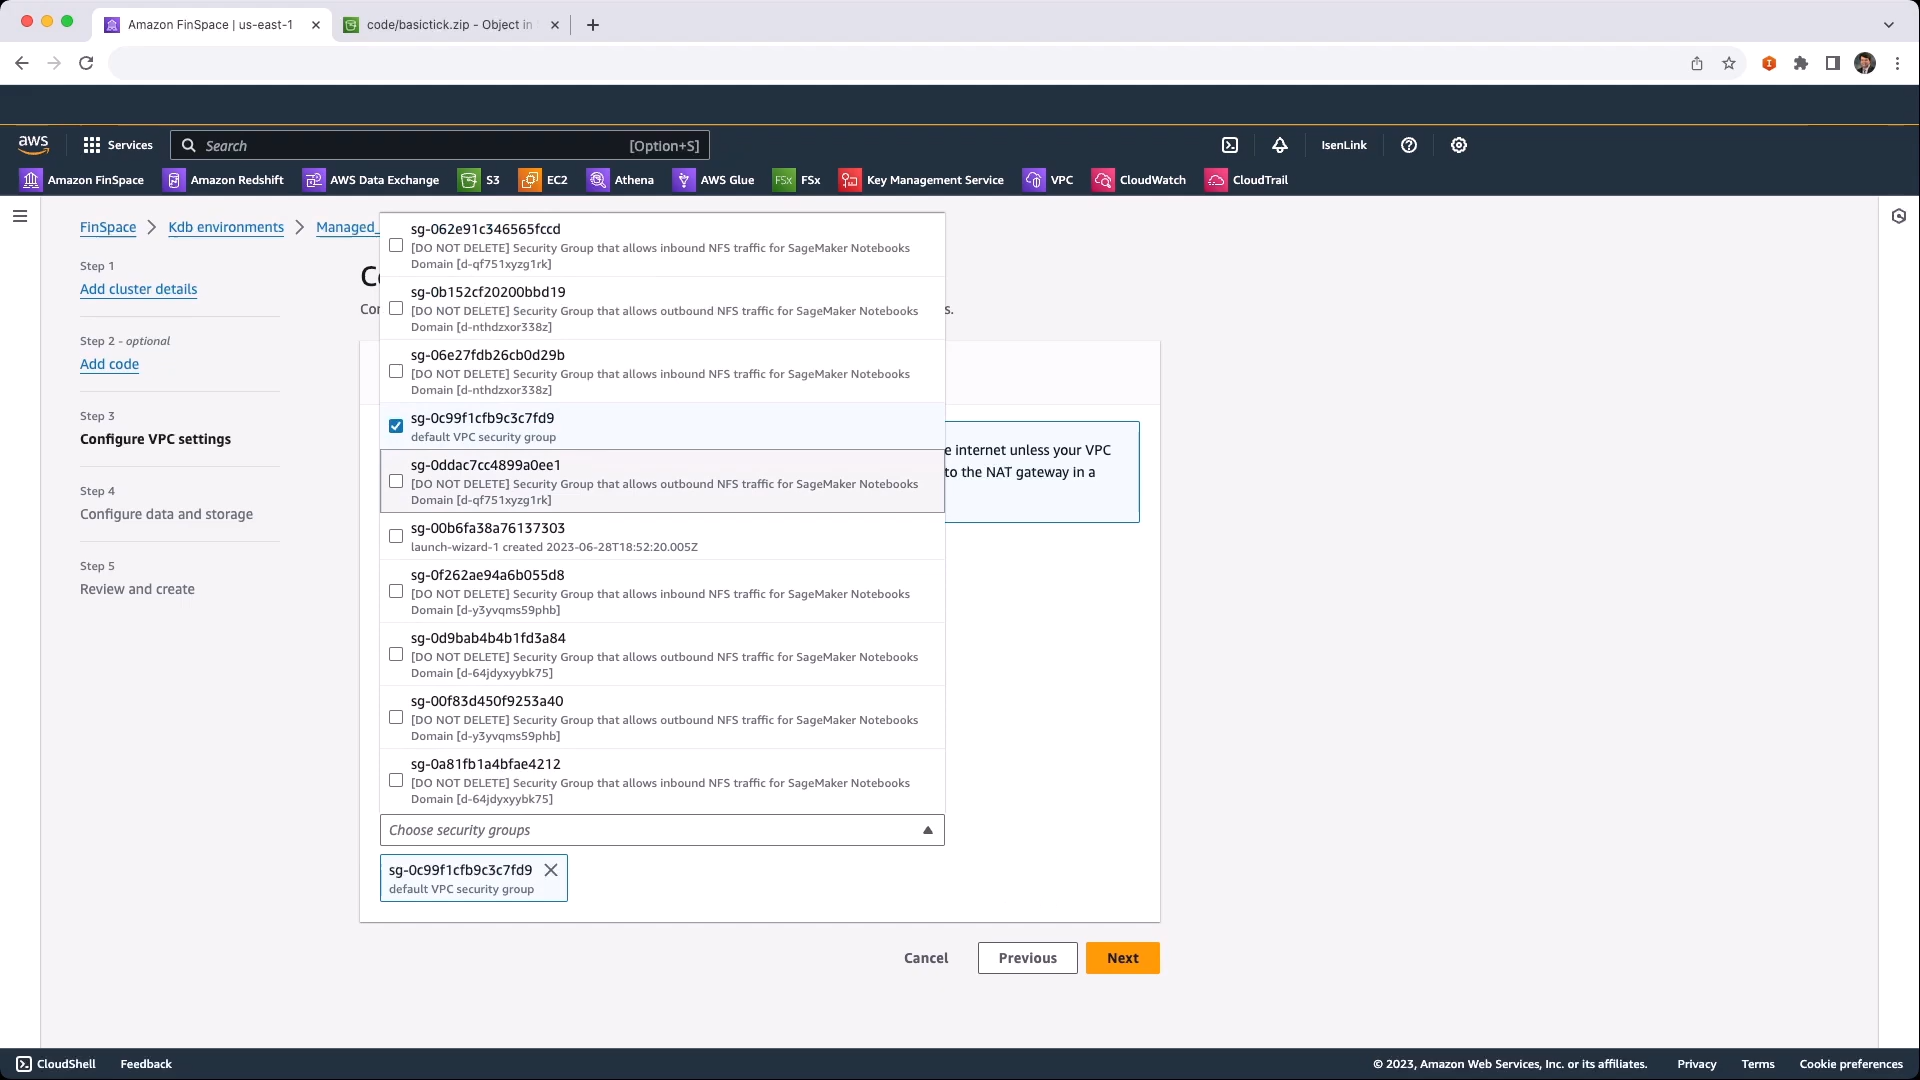 Amazon FinSpace | us-east-1
code/basictick.zip - Object in
aws
Services
Search
[Option+S]
IsenLink
Amazon FinSpace
Amazon Redshift
AWS Data Exchange
S3
EC2
Athena
AWS Glue
FSx
FSx
Key Management Service
VPC
CloudWatch
CloudTrail
FinSpace
Kdb environments
Managed_
Step 1
Add cluster details
Step 2 - optional
Add code
Step 3
Configure VPC settings
Step 4
Configure data and storage
Step 5
Review and create
sg-062e91c346565fccd
[DO NOT DELETE] Security Group that allows inbound NFS traffic for SageMaker Notebooks
Domain [d-qf751xyzg1rk]
sg-0b152cf20200bbd19
[DO NOT DELETE] Security Group that allows outbound NFS traffic for SageMaker Notebooks
Domain [d-nthdzxor338z]
sg-06e27fdb26cb0d29b
[DO NOT DELETE] Security Group that allows inbound NFS traffic for SageMaker Notebooks
Domain [d-nthdzxor338z]
sg-0c99f1cfb9c3c7fd9
default VPC security group
e internet unless your VPC
to the NAT gateway in a
sg-0ddac7cc4899a0ee1
[DO NOT DELETE] Security Group that allows outbound NFS traffic for SageMaker Notebooks
Domain [d-qf751xyzg1rk]
sg-00b6fa38a76137303
launch-wizard-1 created 2023-06-28T18:52:20.005Z
sg-0f262ae94a6b055d8
[DO NOT DELETE] Security Group that allows inbound NFS traffic for SageMaker Notebooks
Domain [d-y3yvqms59phb]
sg-0d9bab4b4b1fd3a84
[DO NOT DELETE] Security Group that allows outbound NFS traffic for SageMaker Notebooks
Domain [d-64jdyxyybk75]
sg-00f83d450f9253a40
[DO NOT DELETE] Security Group that allows outbound NFS traffic for SageMaker Notebooks
Domain [d-y3yvqms59phb]
sg-0a81fb1a4bfae4212
[DO NOT DELETE] Security Group that allows inbound NFS traffic for SageMaker Notebooks
Domain [d-64jdyxyybk75]
Choose security groups
sg-0c99f1cfb9c3c7fd9
default VPC security group
Cancel
Previous
Next
CloudShell
Feedback
© 2023, Amazon Web Services, Inc. or its affiliates.
Privacy
Terms
Cookie preferences